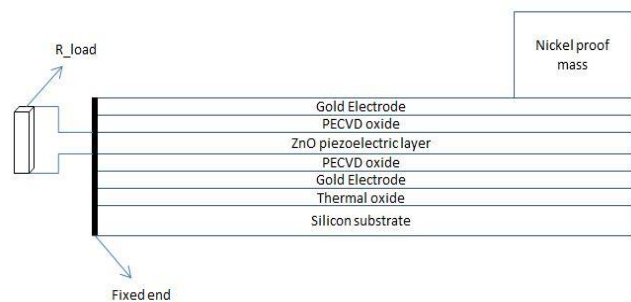 R_load
Nickel proof
mass
Gold Electrode
PECVD oxide
ZnO piezoelectric layer
PECVD oxide
Gold Electrode
Thermal oxide
Silicon substrate
Fixed end